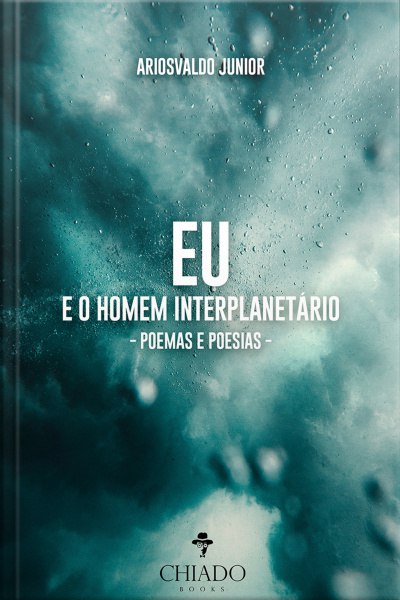 ARIOSVALDO JUNIOR
EU
E O HOMEM INTERPLANETÁRIO
- POEMAS E POESIAS -
CHIADO
BOOKS